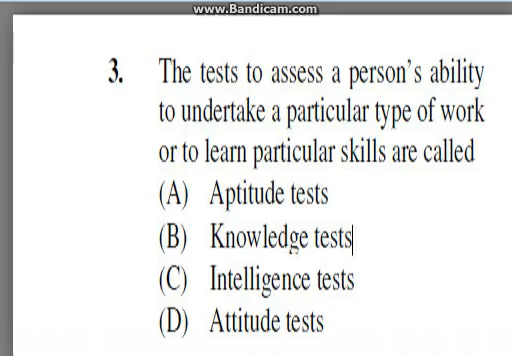 www.Bandicam.com
3. The tests to assess a person's ability
to undertake a particular type of work
or to learn particular skills are called
(A) Aptitude tests
(B) Knowledge tests
(C) Intelligence tests
(D) Attitude tests